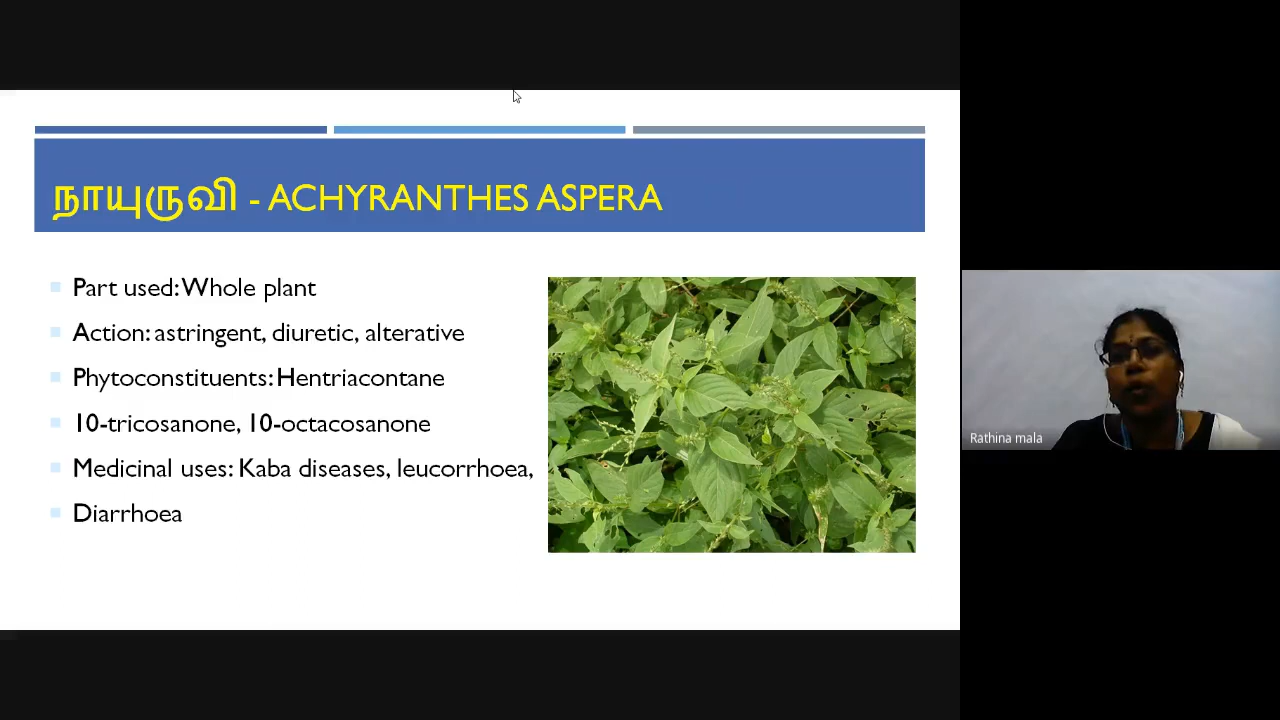 நாயுருவி - ACHYRANTHES ASPERA
Part used: Whole plant
Action: astringent, diuretic, alterative
Phytoconstituents: Hentriacontane
10-tricosanone, 10-octacosanone
Medicinal uses: Kaba diseases, leucorrhoea,
Diarrhoea
Rathina mala